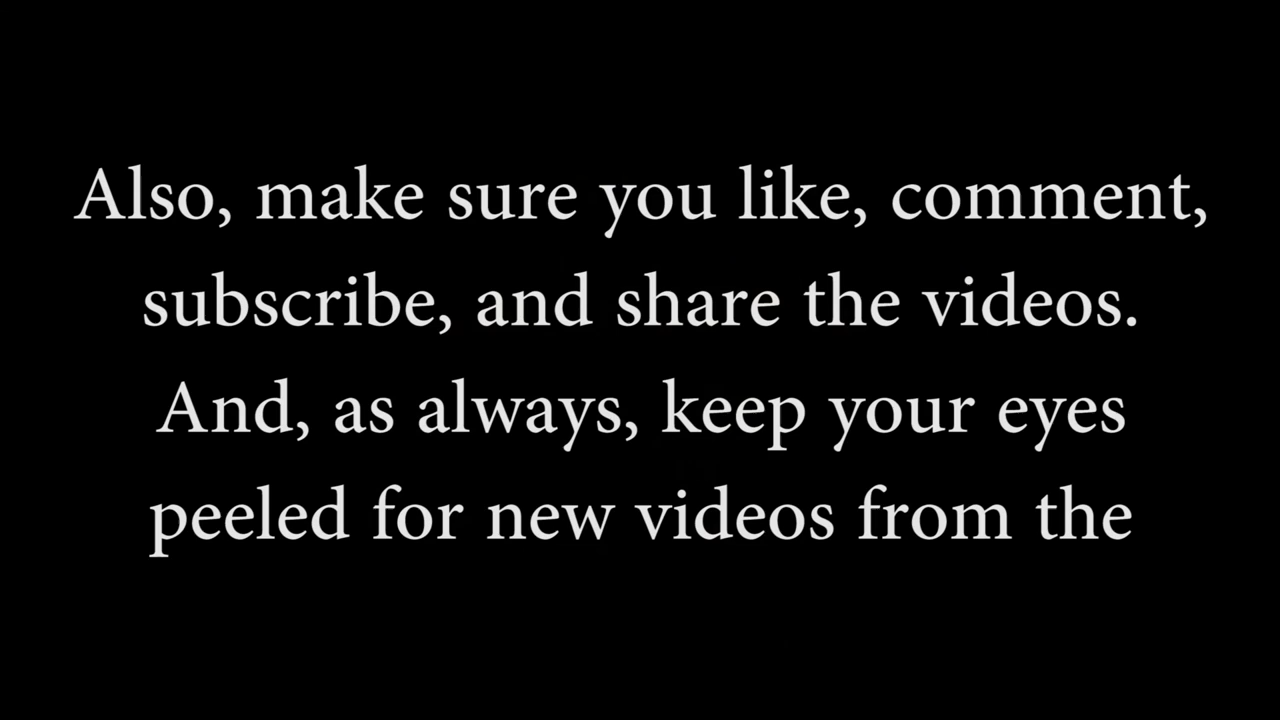 Also, make sure you like, comment,
subscribe, and share the videos.
And, as always, keep your eyes
peeled for new videos from the